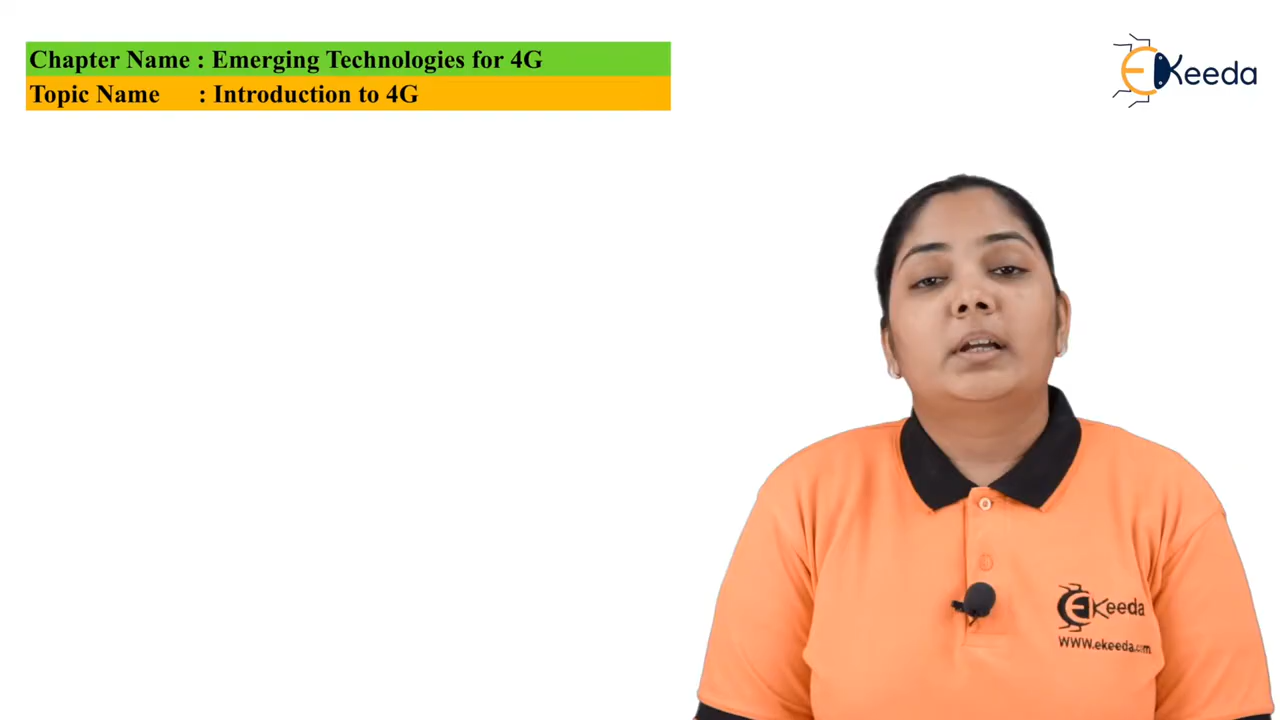 Chapter Name : Emerging Technologies for 4G
Topic Name : Introduction to 4G
EKeeda
EKeeda
WWW.ekeeda.com